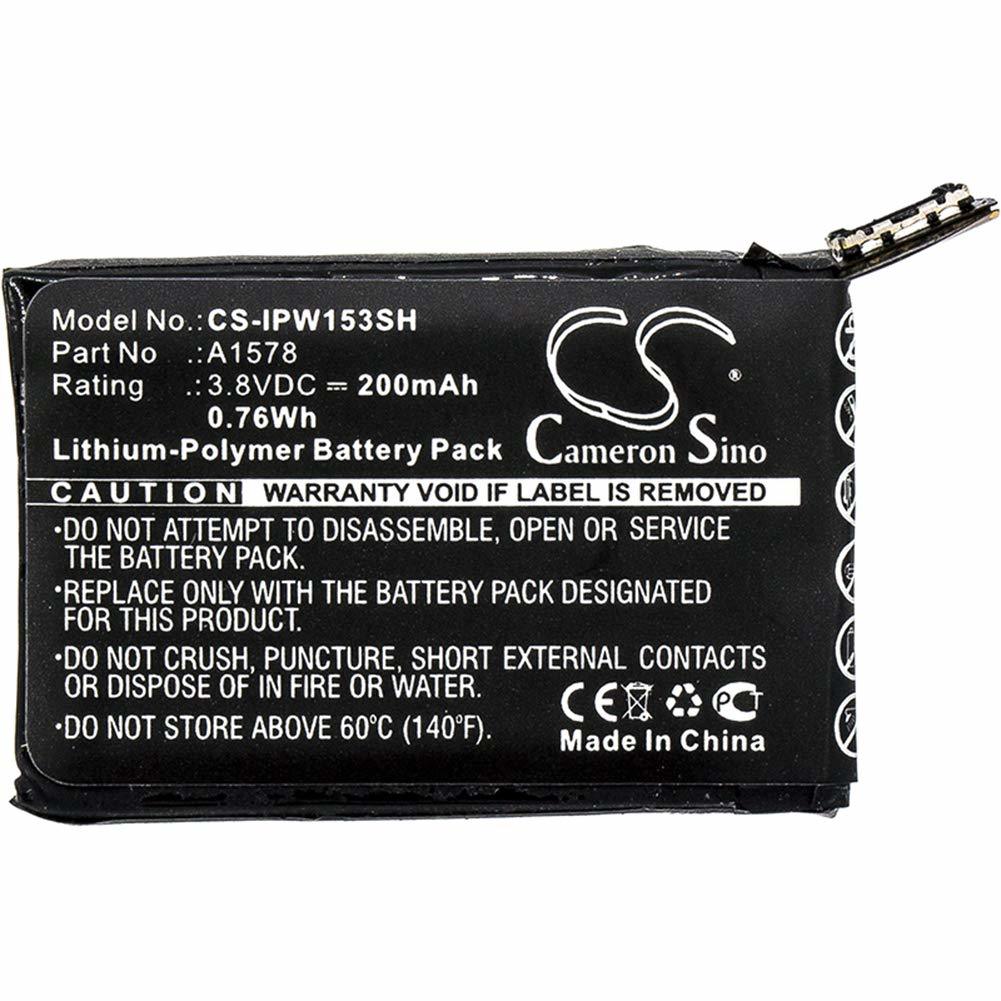 Model No.: CS-IPW153SH
Part No .: A1578
Rating .: 3.8VDC ⎓ 200mAh
0.76Wh
Lithium-Polymer Battery Pack
CS ®
Cameron Sino
CAUTION WARRANTY VOID IF LABEL IS REMOVED
•DO NOT ATTEMPT TO DISASSEMBLE, OPEN OR SERVICE
THE BATTERY PACK.
•REPLACE ONLY WITH THE BATTERY PACK DESIGNATED
FOR THIS PRODUCT.
•DO NOT CRUSH, PUNCTURE, SHORT EXTERNAL CONTACTS
OR DISPOSE OF IN FIRE OR WATER.
•DO NOT STORE ABOVE 60°C (140°F).
CE PCT
Made In China